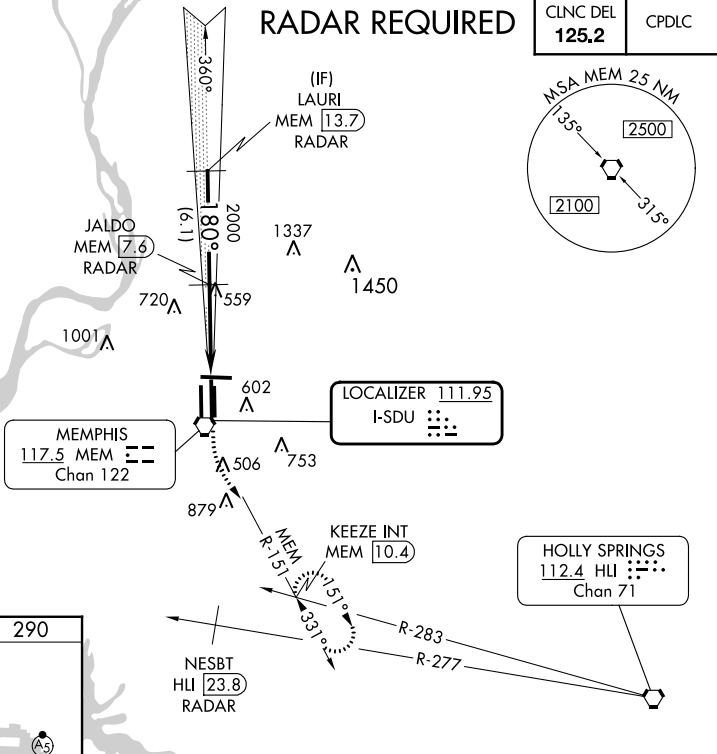 RADAR REQUIRED
CLNC DEL
125.2
CPDLC
360°
(IF)
LAURI
MEM 13.7
RADAR
MSA MEM 25 NM
135°
2500
2100
315°
JALDO
MEM 7.6
RADAR
2000
180°
(6.1)
1337
1450
720
559
1001
602
LOCALIZER 111.95
I-SDU
MEMPHIS
117.5 MEM
Chan 122
506
753
879
MEM
R-151
KEEZE INT
MEM 10.4
HOLLY SPRINGS
112.4 HLI
Chan 71
151°
331°
R-283
R-277
290
NESBT
HLI 23.8
RADAR
A5